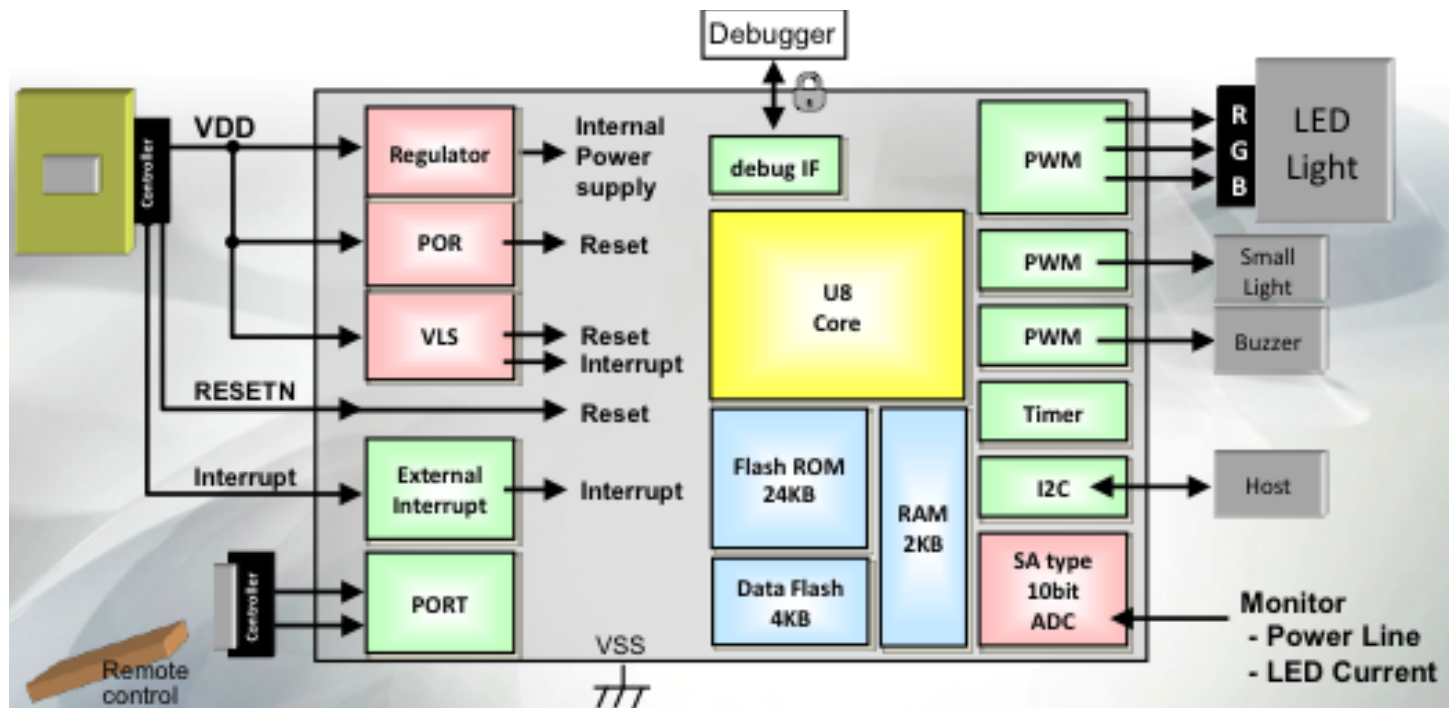 Debugger
VDD
Controller
Regulator
Internal
Power
supply
debug IF
PWM
R
G
B
LED
Light
POR
Reset
U8
Core
PWM
Small
Light
VLS
Reset
Interrupt
PWM
Buzzer
RESETN
Reset
Timer
Interrupt
External
Interrupt
Interrupt
Flash ROM
24KB
RAM
2KB
I2C
Host
Controller
PORT
Data Flash
4KB
SA type
10bit
ADC
Monitor
- Power Line
- LED Current
VSS
Remote
control